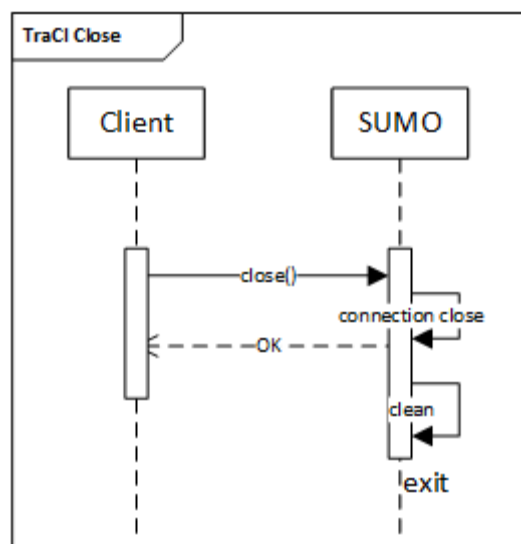 TraCI Close
Client
SUMO
close()
connection close
OK
clean
exit